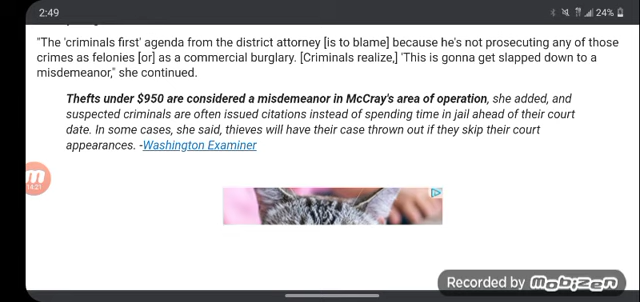 2:49
24%
"The 'criminals first' agenda from the district attorney [is to blame] because he's not prosecuting any of those
crimes as felonies [or] as a commercial burglary. [Criminals realize,] 'This is gonna get slapped down to a
misdemeanor," she continued.
Thefts under $950 are considered a misdemeanor in McCray's area of operation, she added, and
suspected criminals are often issued citations instead of spending time in jail ahead of their court
date. In some cases, she said, thieves will have their case thrown out if they skip their court
appearances. -Washington Examiner
m
14:21
Recorded by Mobizen